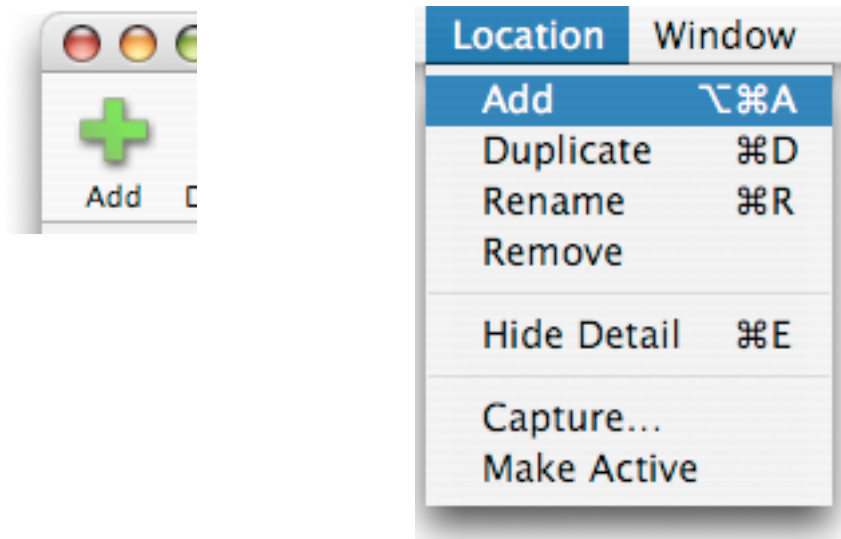 Add
Location Window
Add ⌥⌘A
Duplicate ⌘D
Rename ⌘R
Remove
Hide Detail ⌘E
Capture...
Make Active